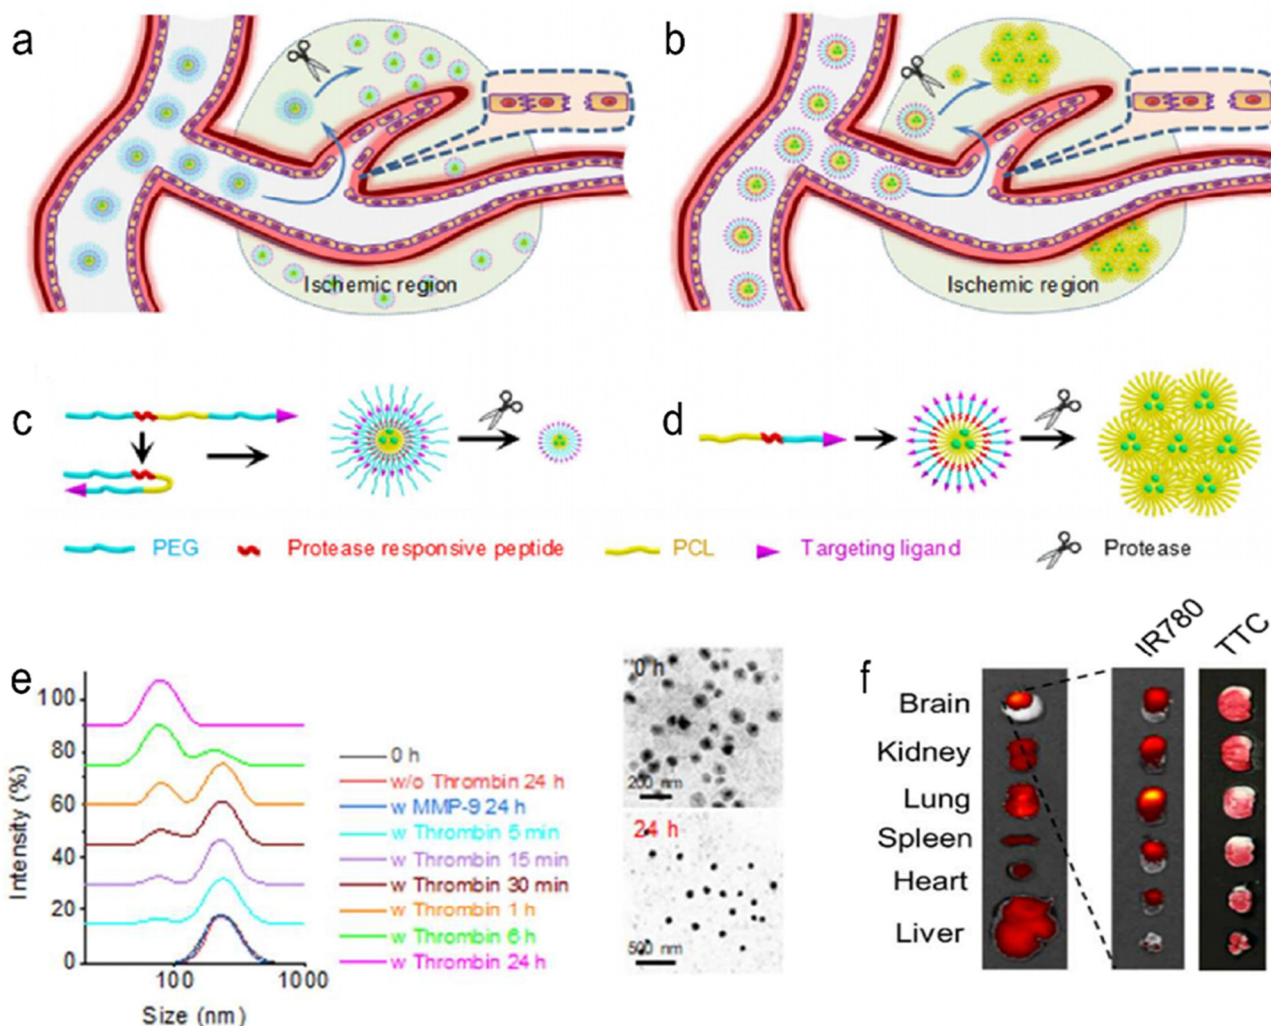 a
b
Ischemic region
Ischemic region
c
d
PEG
Protease responsive peptide
PCL
Targeting ligand
Protease
e
100
80
60
40
20
0
Intensity (%)
100
1000
Size (nm)
0 h
w/o Thrombin 24 h
w MMP-9 24 h
w Thrombin 5 min
w Thrombin 15 min
w Thrombin 30 min
w Thrombin 1 h
w Thrombin 6 h
w Thrombin 24 h
0 h
200 nm
24 h
500 nm
f
IR780
TTC
Brain
Kidney
Lung
Spleen
Heart
Liver